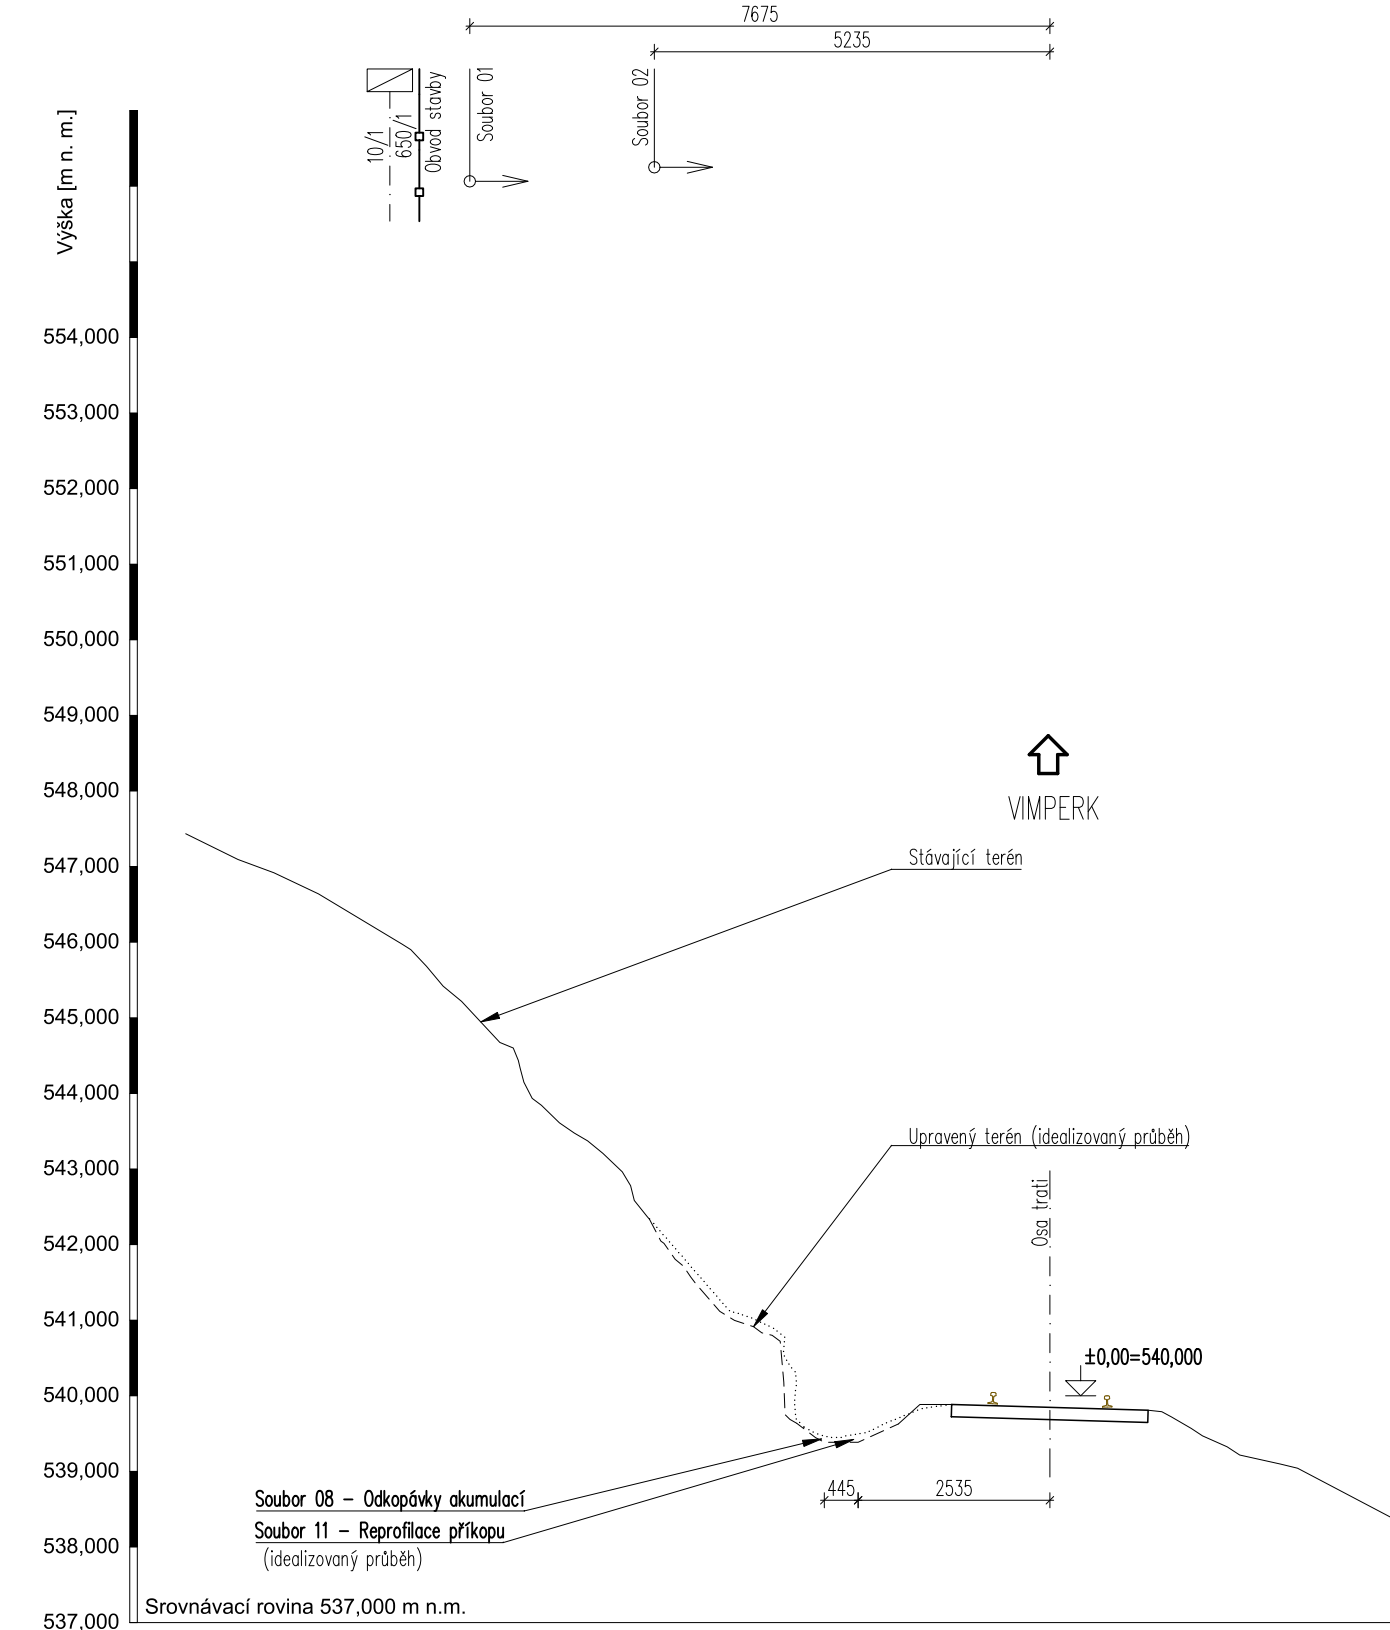 7675
5235
10/1
650/1
Obvod stavby
Soubor 01
Soubor 02
Výška [m n. m.]
554,000
553,000
552,000
551,000
550,000
549,000
548,000
VIMPERK
547,000
Stávající terén
546,000
545,000
544,000
543,000
Upravený terén (idealizovaný průběh)
Osa trati
542,000
541,000
±0,00=540,000
540,000
539,000
445
2535
Soubor 08 – Odkopávky akumulací
Soubor 11 – Reprofilace příkopu
(idealizovaný průběh)
538,000
Srovnávací rovina 537,000 m n.m.
537,000